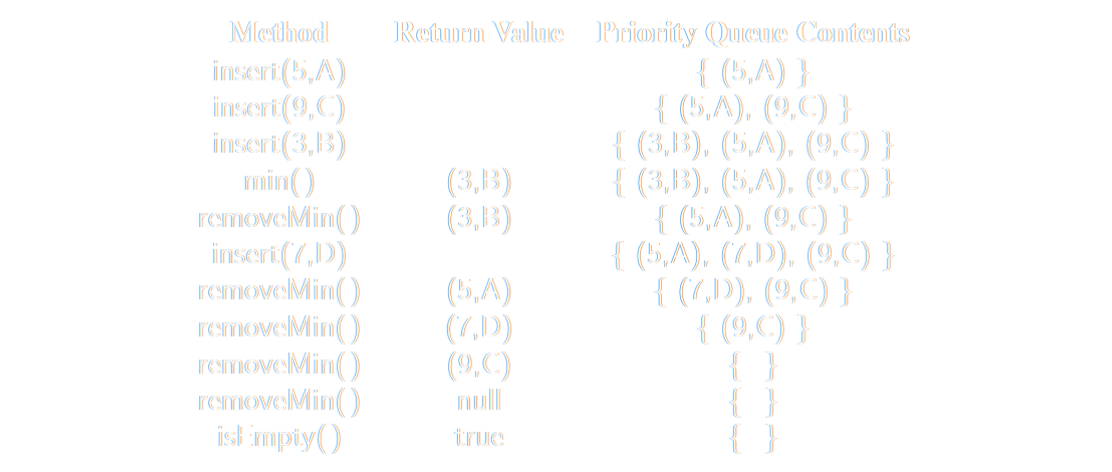 Method Return Value Priority Queue Contents
insert(5,A) { (5,A) }
insert(9,C) { (5,A), (9,C) }
insert(3,B) { (3,B), (5,A), (9,C) }
min( ) (3,B) { (3,B), (5,A), (9,C) }
removeMin( ) (3,B) { (5,A), (9,C) }
insert(7,D) { (5,A), (7,D), (9,C) }
removeMin( ) (5,A) { (7,D), (9,C) }
removeMin( ) (7,D) { (9,C) }
removeMin( ) (9,C) { }
removeMin( ) null { }
isEmpty( ) true { }